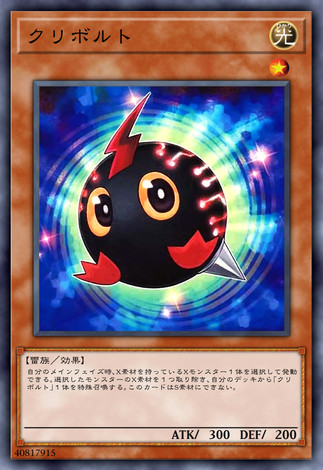 クリボルト
光
【雷族／効果】
自分のメインフェイズ時、X素材を持っているXモンスター1体を選択して発動
できる。選択したモンスターのX素材を1つ取り除き、自分のデッキから「クリ
ボルト」1体を特殊召喚する。このカードはS素材にできない。
ATK/ 300 DEF/ 200
40817915